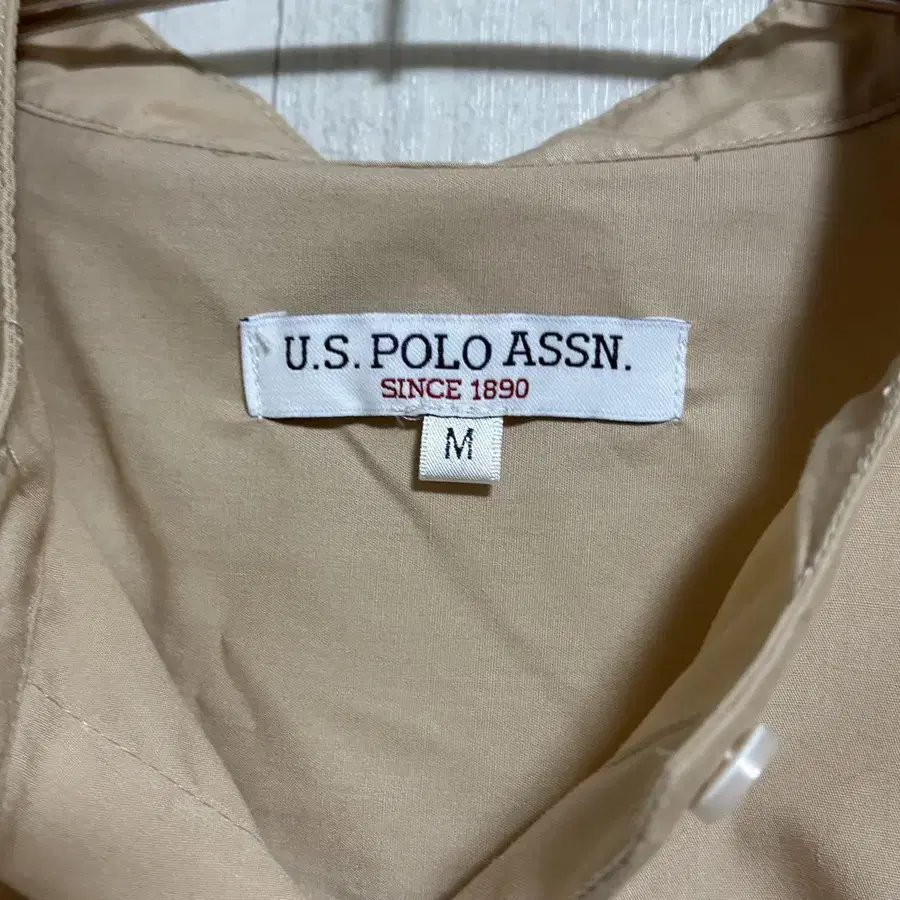 U.S. POLO ASSN.
SINCE 1890
M